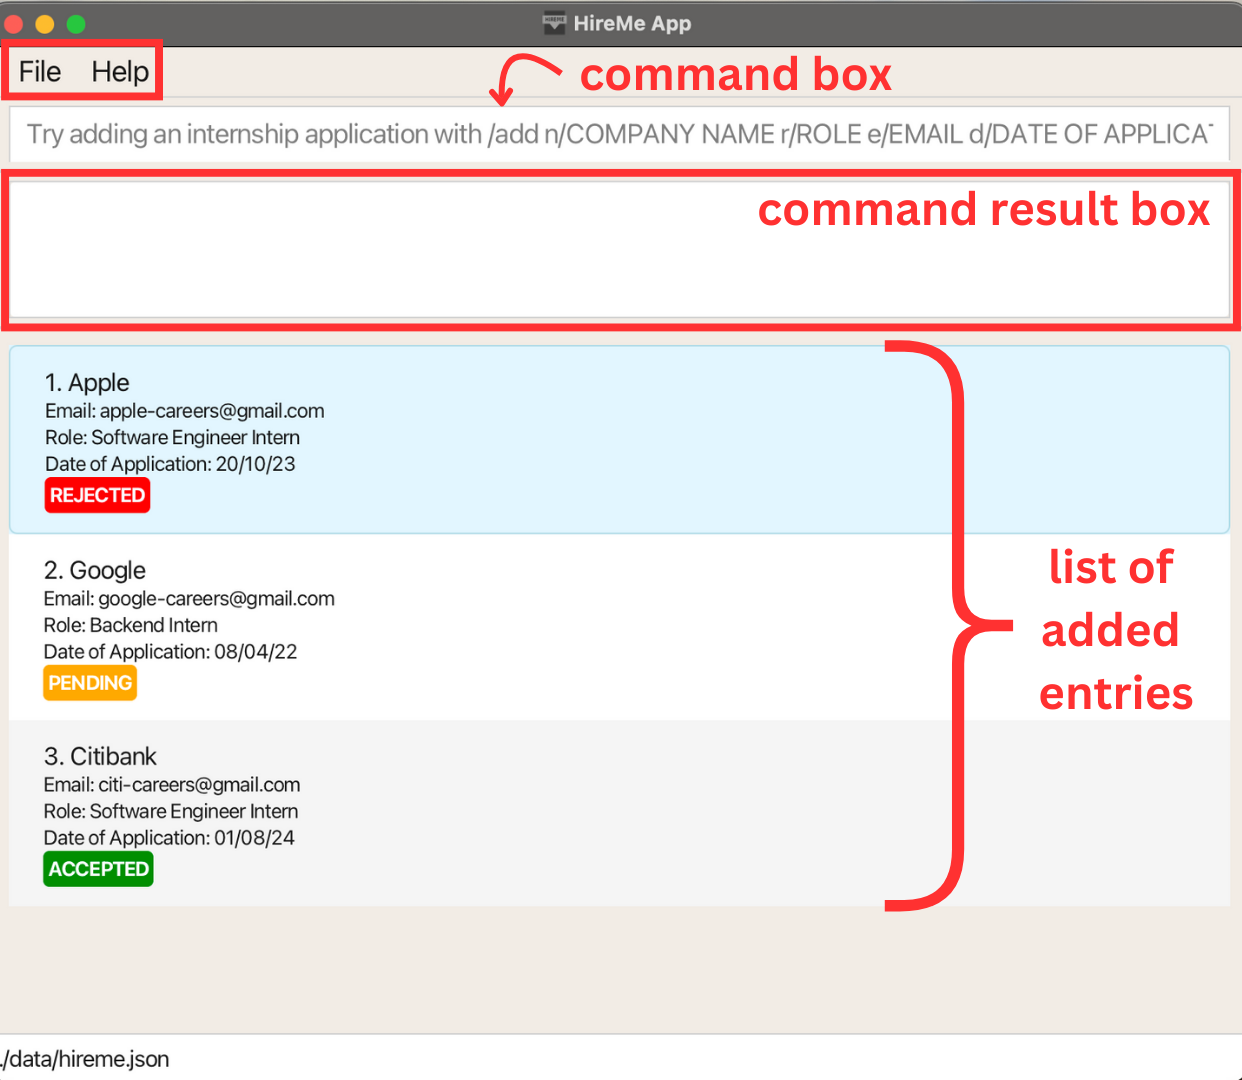 HireMe App
File Help
command box
Try adding an internship application with /add n/COMPANY NAME r/ROLE e/EMAIL d/DATE OF
command result box
1. Apple
Email: apple-careers@gmail.com
Role: Software Engineer Intern
Date of Application: 20/10/23
REJECTED
2. Google
Email: google-careers@gmail.com
Role: Backend Intern
Date of Application: 08/04/22
PENDING
3. Citibank
Email: citi-careers@gmail.com
Role: Software Engineer Intern
Date of Application: 01/08/24
ACCEPTED
list of
added
entries
./data/hireme.json